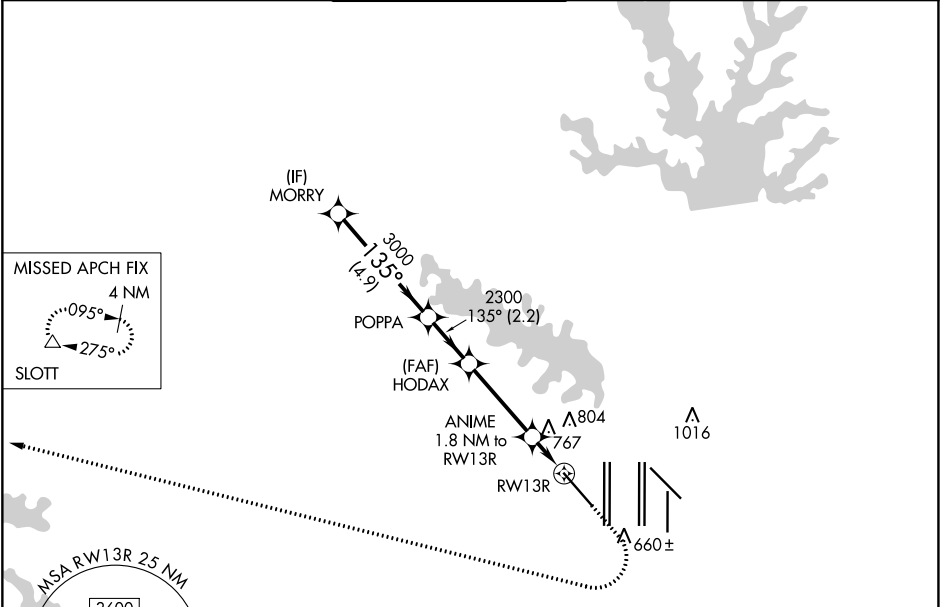 (IF)
MORRY
3000
135°
(4.9)
MISSED APCH FIX
4 NM
095°
275°
SLOTT
POPPA
2300
135° (2.2)
(FAF)
HODAX
ANIME
1.8 NM to
RW13R
804
767
1016
RW13R
660±
MSA RW13R 25 NM